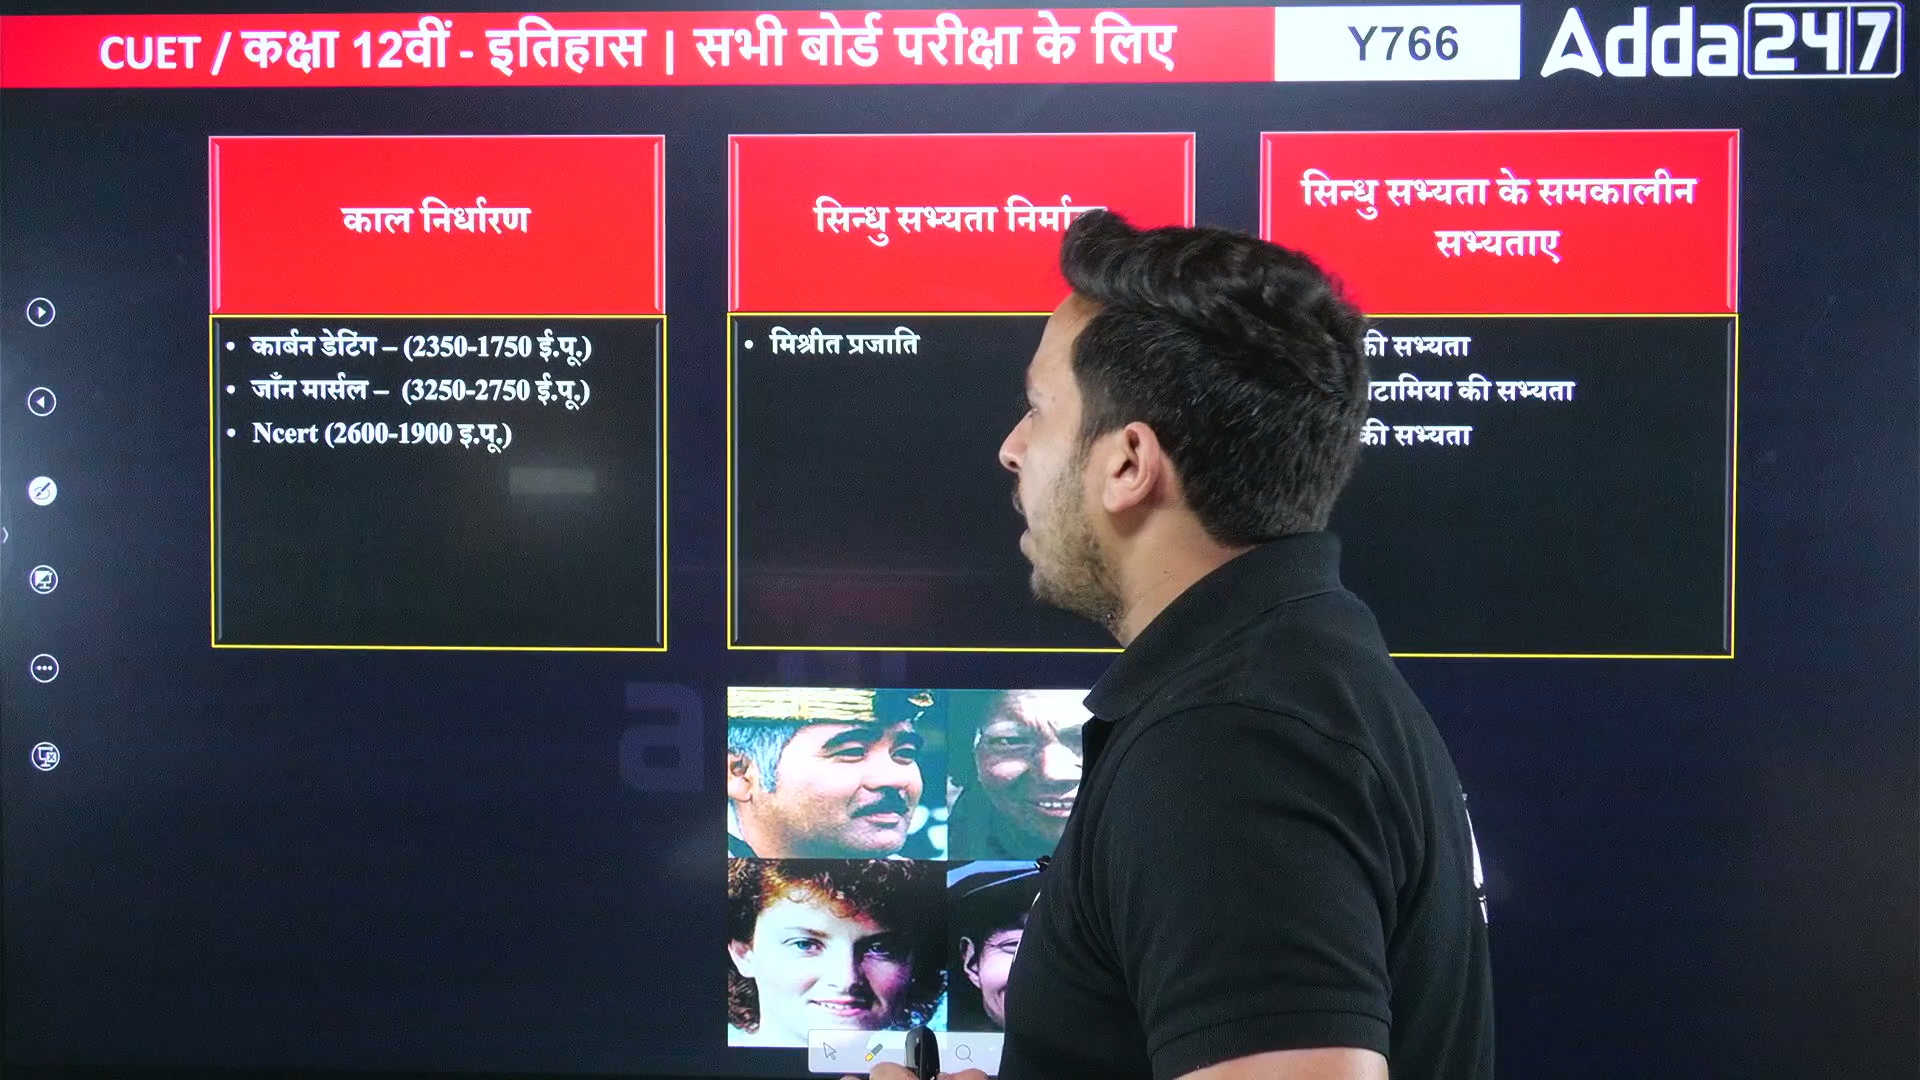 CUET / कक्षा 12वीं - इतिहास | सभी बोर्ड परीक्षा के लिए
Y766
Adda247
काल निर्धारण
• कार्बन डेटिंग – (2350-1750 ई.पू.)
• जॉन मार्सल – (3250-2750 ई.पू.)
• Ncert (2600-1900 इ.पू.)
सिन्धु सभ्यता
• मिश्रीत प्रजाति
सिन्धु सभ्यता के समकालीन
सभ्यताए
की सभ्यता
की सभ्यता
की सभ्यता